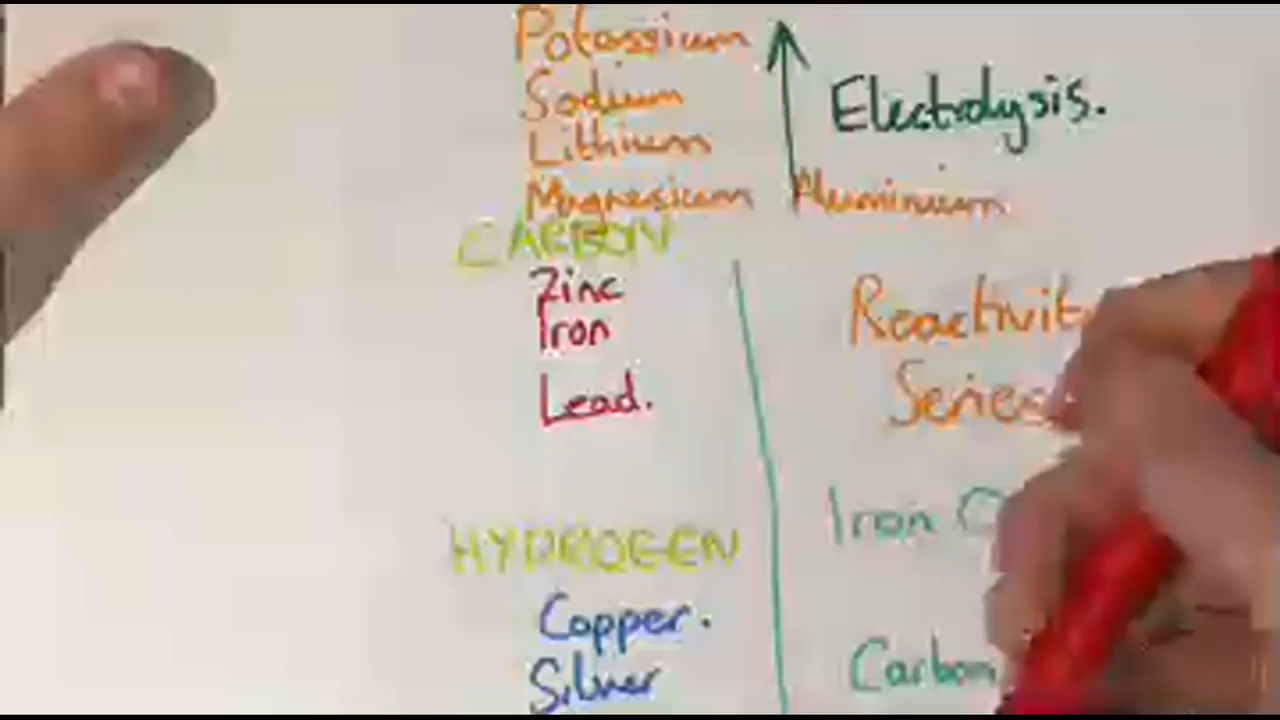 Potassium
Sodium
Lithium
Magnesium Aluminium
Electrolysis.
CARBON
Zinc
Iron
Lead.
Reactivit
Series
HYDROGEN
Iron O
Copper.
Silver
Carbon